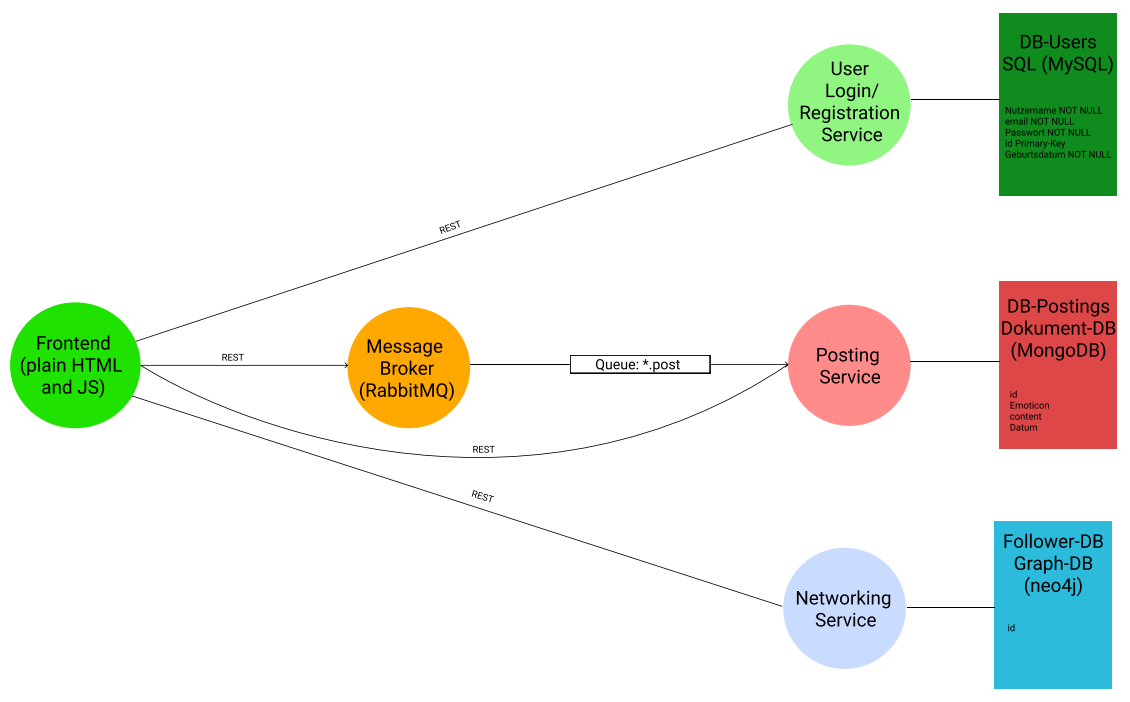 DB-Users
SQL (MySQL)
Nutzername NOT NULL
email NOT NULL
Passwort NOT NULL
id Primary-Key
Geburtsdatum NOT NULL
User
Login/
Registration
Service
REST
Frontend
(plain HTML
and JS)
REST
Message
Broker
(RabbitMQ)
Queue: *.post
Posting
Service
DB-Postings
Dokument-DB
(MongoDB)
id
Emoticon
content
Datum
REST
REST
Networking
Service
Follower-DB
Graph-DB
(neo4j)
id